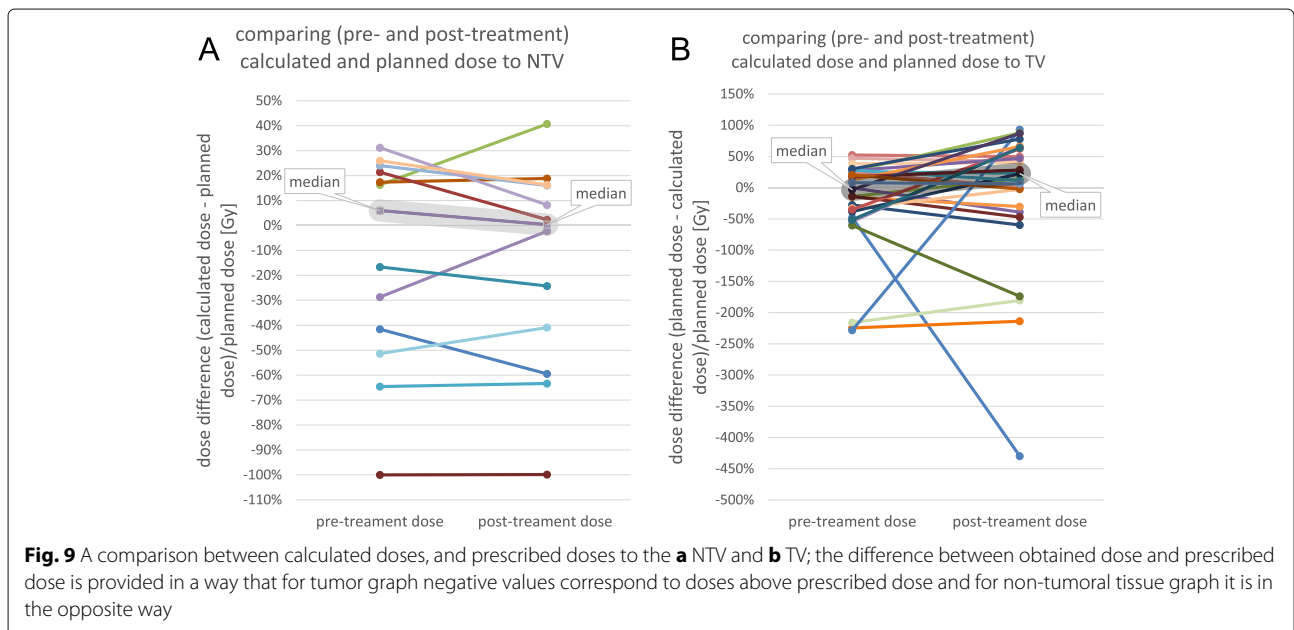 A
comparing (pre- and post-treatment)
calculated and planned dose to NTV
dose difference (calculated dose - planned
dose)/planned dose [Gy]
50%
40%
30%
20%
10%
0%
-10%
-20%
-30%
-40%
-50%
-60%
-70%
-80%
-90%
-100%
-110%
median
median
pre-treament dose
post-treament dose
B
comparing (pre- and post-treatment)
calculated dose and planned dose to TV
dose difference (planned dose - calculated
dose)/planned dose [Gy]
150%
100%
50%
0%
-50%
-100%
-150%
-200%
-250%
-300%
-350%
-400%
-450%
-500%
median
median
pre-treament dose
post-treament dose
Fig. 9 A comparison between calculated doses, and prescribed doses to the a NTV and b TV; the difference between obtained dose and prescribed
dose is provided in a way that for tumor graph negative values correspond to doses above prescribed dose and for non-tumoral tissue graph it is in
the opposite way